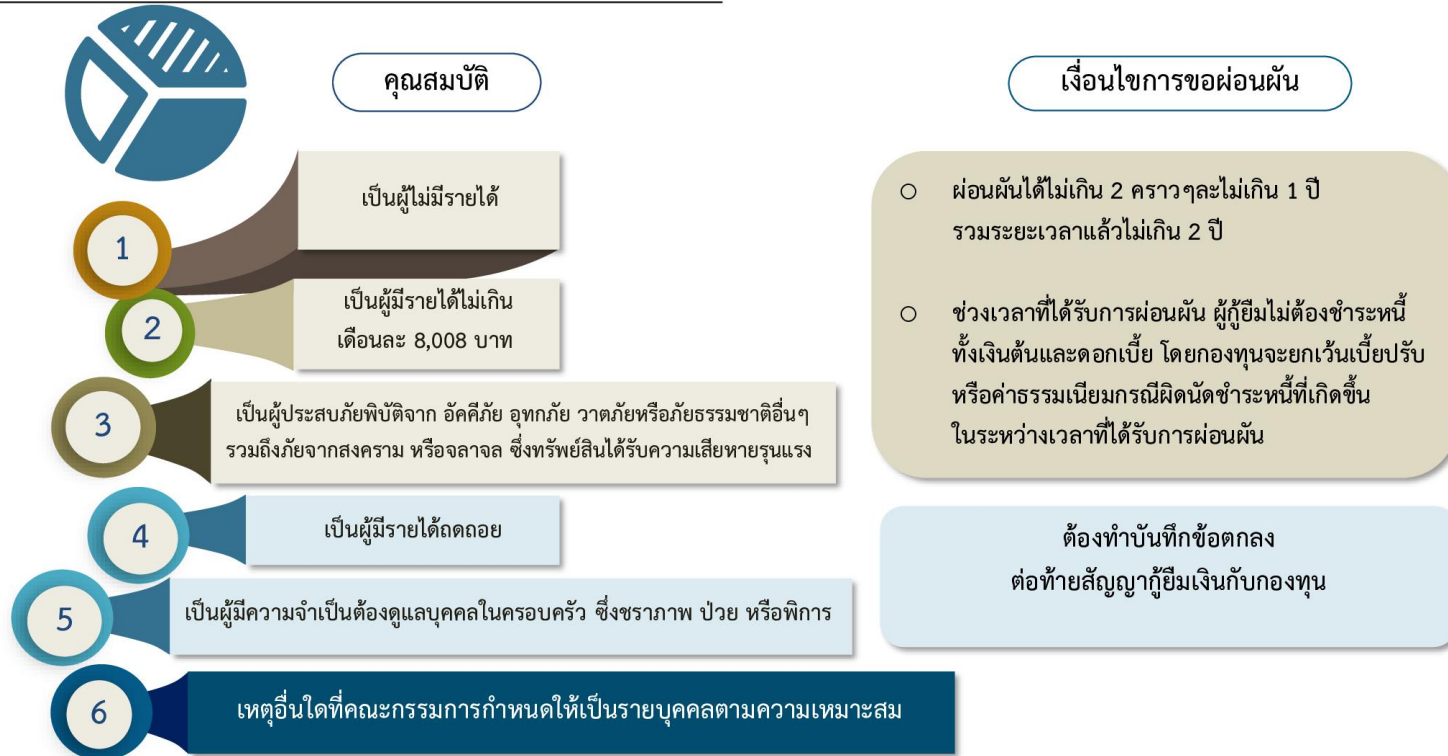 คุณสมบัติ
1
เป็นผู้ไม่มีรายได้
2
เป็นผู้มีรายได้ไม่เกิน
เดือนละ 8,008 บาท
3
เป็นผู้ประสบภัยพิบัติจาก อัคคีภัย อุทกภัย วาตภัยหรือภัยธรรมชาติอื่นๆ
รวมถึงภัยจากสงคราม หรือจลาจล ซึ่งทรัพย์สินได้รับความเสียหายรุนแรง
4
เป็นผู้มีรายได้ถดถอย
5
เป็นผู้มีความจำเป็นต้องดูแลบุคคลในครอบครัว ซึ่งชราภาพ ป่วย หรือพิการ
6
เหตุอื่นใดที่คณะกรรมการกำหนดให้เป็นรายบุคคลตามความเหมาะสม
เงื่อนไขการขอผ่อนผัน
○ ผ่อนผันได้ไม่เกิน 2 คราวๆละไม่เกิน 1 ปี
รวมระยะเวลาแล้วไม่เกิน 2 ปี
○ ช่วงเวลาที่ได้รับการผ่อนผัน ผู้กู้ยืมไม่ต้องชำระหนี้
ทั้งเงินต้นและดอกเบี้ย โดยกองทุนจะยกเว้นเบี้ยปรับ
หรือค่าธรรมเนียมกรณีผิดนัดชำระหนี้ที่เกิดขึ้น
ในระหว่างเวลาที่ได้รับการผ่อนผัน
ต้องทำบันทึกข้อตกลง
ต่อท้ายสัญญากู้ยืมเงินกับกองทุน